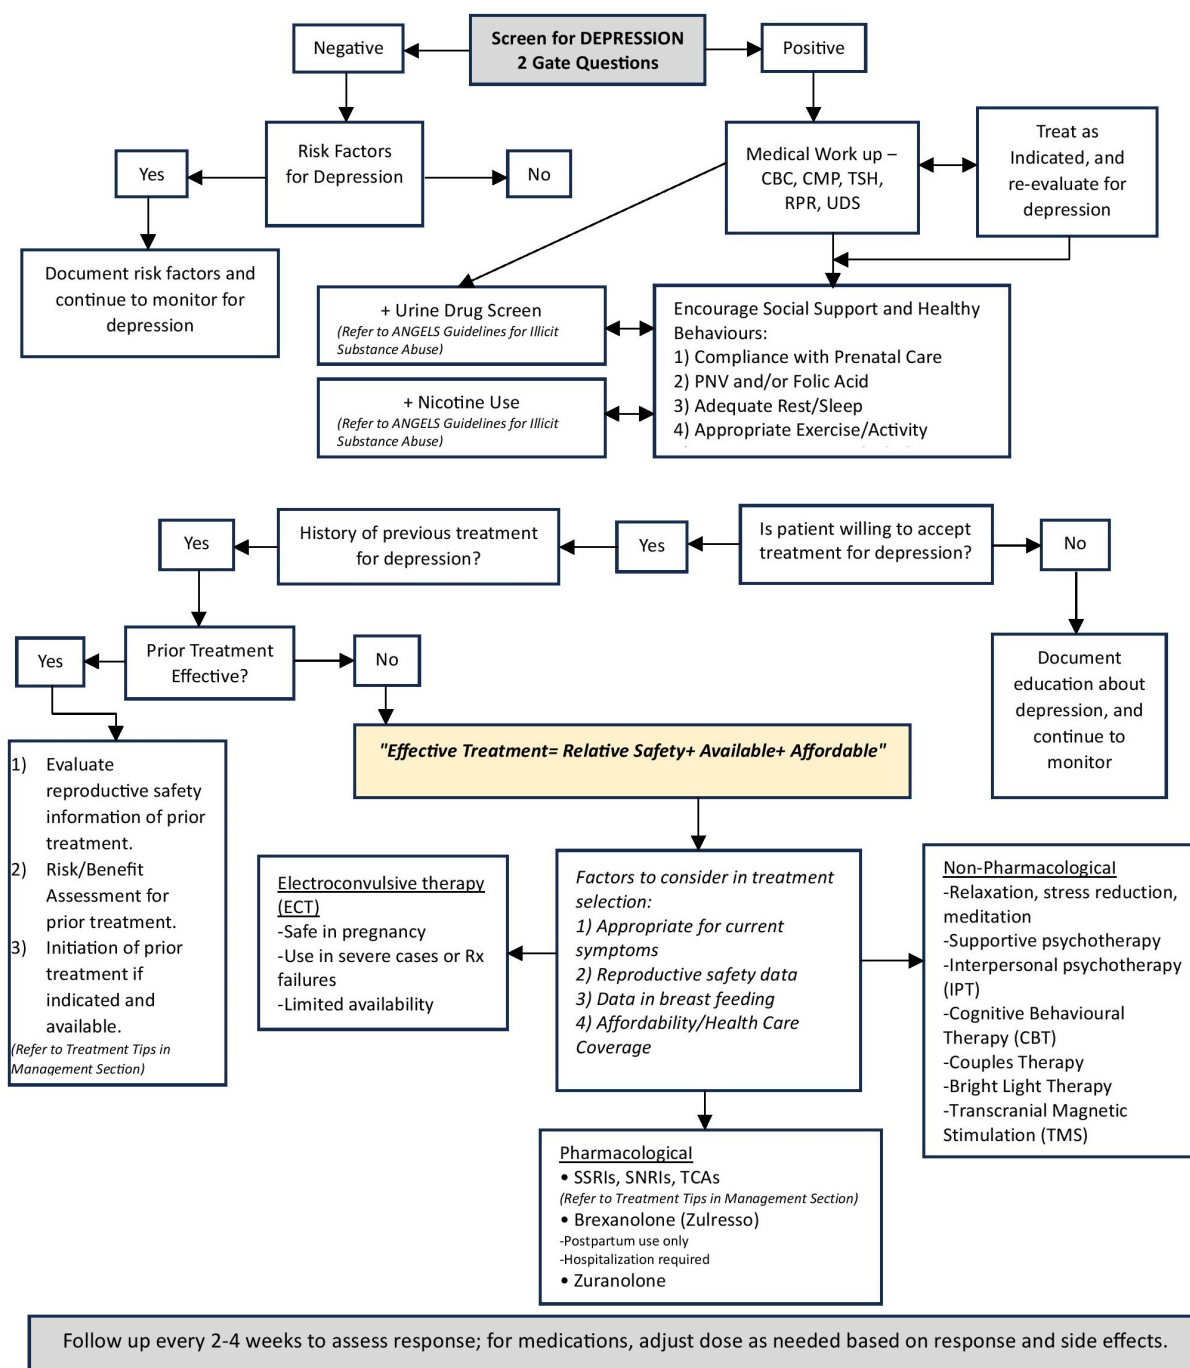 Screen for DEPRESSION
2 Gate Questions
Negative
Positive
Risk Factors
for Depression
Yes
No
Document risk factors and
continue to monitor for
depression
Medical Work up –
CBC, CMP, TSH,
RPR, UDS
Treat as
Indicated, and
re-evaluate for
depression
+ Urine Drug Screen
(Refer to ANGELS Guidelines for Illicit
Substance Abuse)
+ Nicotine Use
(Refer to ANGELS Guidelines for Illicit
Substance Abuse)
Encourage Social Support and Healthy
Behaviours:
1) Compliance with Prenatal Care
2) PNV and/or Folic Acid
3) Adequate Rest/Sleep
4) Appropriate Exercise/Activity
Is patient willing to accept
treatment for depression?
Yes
No
History of previous treatment
for depression?
Yes
Document
education about
depression, and
continue to
monitor
Prior Treatment
Effective?
Yes
No
1) Evaluate
reproductive safety
information of prior
treatment.
2) Risk/Benefit
Assessment for
prior treatment.
3) Initiation of prior
treatment if
indicated and
available.
(Refer to Treatment Tips in
Management Section)
"Effective Treatment= Relative Safety+ Available+ Affordable"
Electroconvulsive therapy
(ECT)
-Safe in pregnancy
-Use in severe cases or Rx
failures
-Limited availability
Factors to consider in treatment
selection:
1) Appropriate for current
symptoms
2) Reproductive safety data
3) Data in breast feeding
4) Affordability/Health Care
Coverage
Non-Pharmacological
-Relaxation, stress reduction,
meditation
-Supportive psychotherapy
-Interpersonal psychotherapy
(IPT)
-Cognitive Behavioural
Therapy (CBT)
-Couples Therapy
-Bright Light Therapy
-Transcranial Magnetic
Stimulation (TMS)
Pharmacological
• SSRIs, SNRIs, TCAs
(Refer to Treatment Tips in Management Section)
• Brexanolone (Zulresso)
-Postpartum use only
-Hospitalization required
• Zuranolone
Follow up every 2-4 weeks to assess response; for medications, adjust dose as needed based on response and side effects.